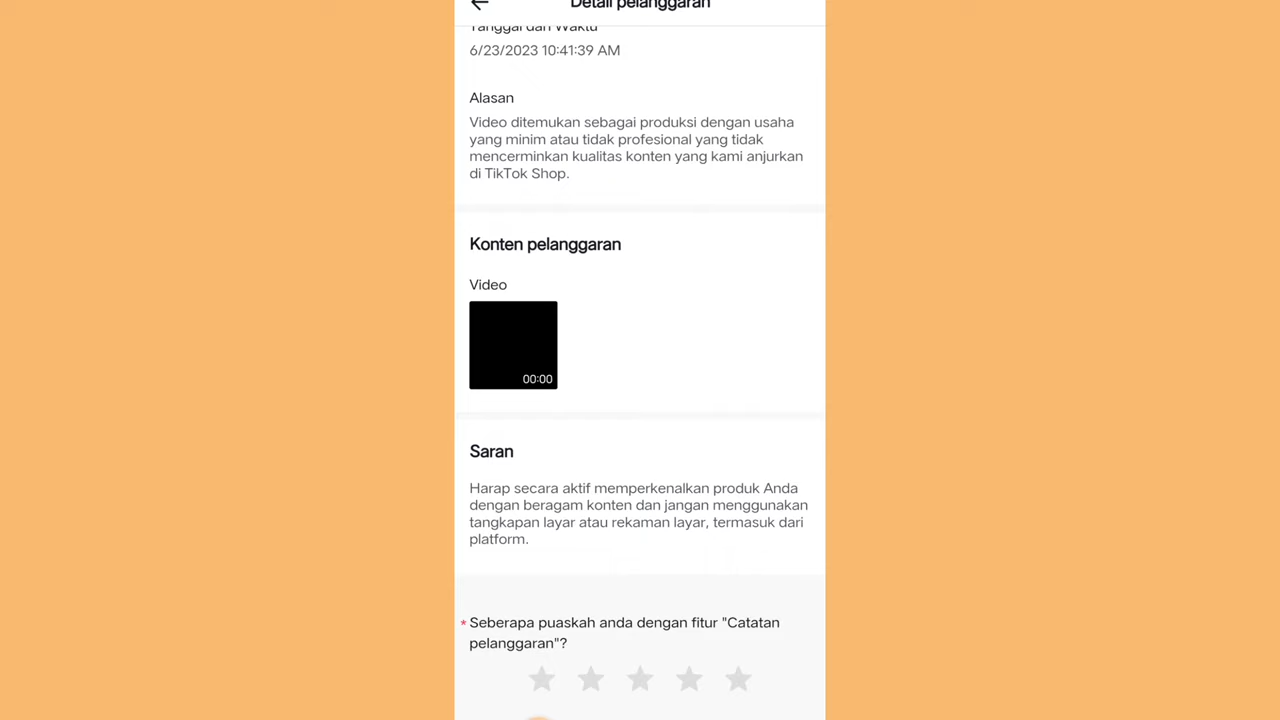 Detail pelanggaran
Tanggal dan Waktu
6/23/2023 10:41:39 AM
Alasan
Video ditemukan sebagai produksi dengan usaha
yang minim atau tidak profesional yang tidak
mencerminkan kualitas konten yang kami anjurkan
di TikTok Shop.
Konten pelanggaran
Video
00:00
Saran
Harap secara aktif memperkenalkan produk Anda
dengan beragam konten dan jangan menggunakan
tangkapan layar atau rekaman layar, termasuk dari
platform.
* Seberapa puaskah anda dengan fitur "Catatan
pelanggaran"?